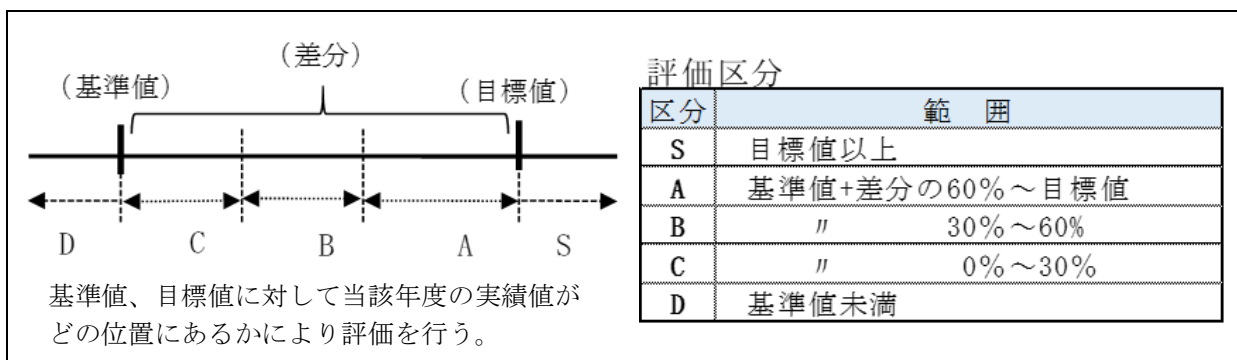 （差分）
（基準値）
（目標値）
D C B A S
基準値、目標値に対して当該年度の実績値が
どの位置にあるかにより評価を行う。
評価区分
区分 範　囲
S 目標値以上
A 基準値+差分の60％～目標値
B 〃 30％～60%
C 〃 0％～30％
D 基準値未満